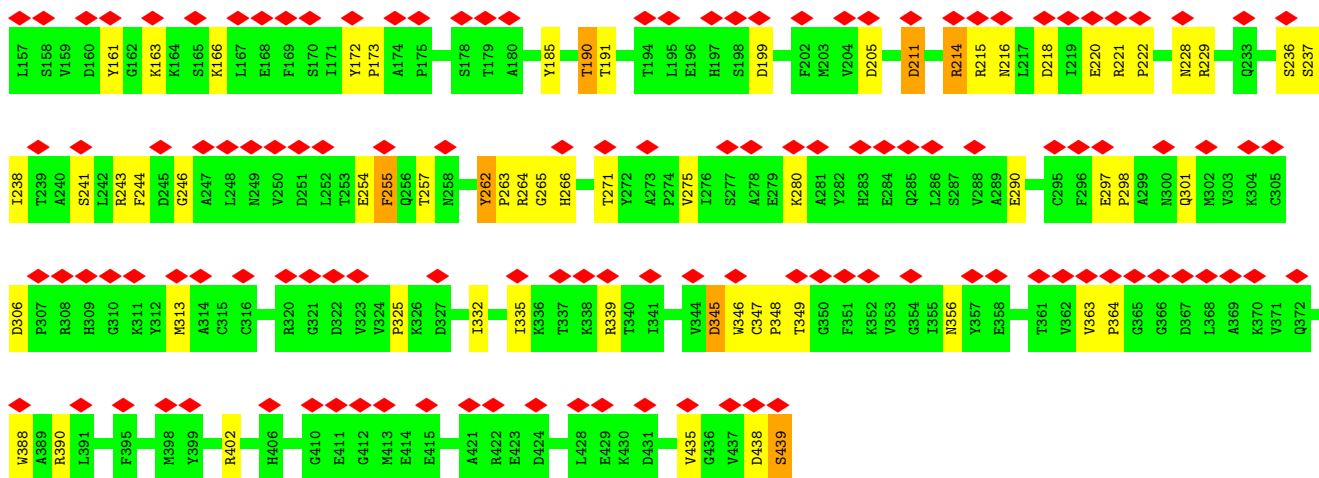 L157 S158 V159 D160 Y161 G162 K163 K164 S165 K166 L167 E168 F169 S170 I171 Y172 P173 A174 P175 S178 T179 A180 Y185 T190 T191 T194 L195 E196 H197 S198 D199 F202 M203 V204 D205 D211 R214 R215 N216 L217 D218 I219 E220 R221 P222 N228 R229 Q233 S236 S237
I238 T239 A240 S241 L242 R243 F244 D245 G246 A247 L248 N249 V250 D251 L252 T253 E254 F255 Q256 T257 N258 Y262 P263 R264 G265 H266 T271 Y272 A273 P274 V275 I276 S277 A278 E279 K280 A281 Y282 H283 E284 Q285 L286 S287 V288 A289 E290 C295 F296 E297 P298 A299 N300 Q301 M302 V303 K304 C305
D306 P307 R308 H309 G310 K311 Y312 M313 A314 C315 C316 R320 G321 D322 V323 V324 P325 K326 D327 I332 I335 K336 T337 K338 R339 T340 I341 V344 D345 W346 C347 P348 T349 G350 F351 K352 V353 G354 I355 N356 Y357 E358 T361 V362 V363 P364 G365 G366 D367 L368 A369 K370 V371 Q372
W388 A389 R390 L391 F395 M398 Y399 R402 H406 G410 E411 G412 M413 E414 E415 A421 R422 E423 D424 L428 E429 K430 D431 V435 G436 V437 D438 S439